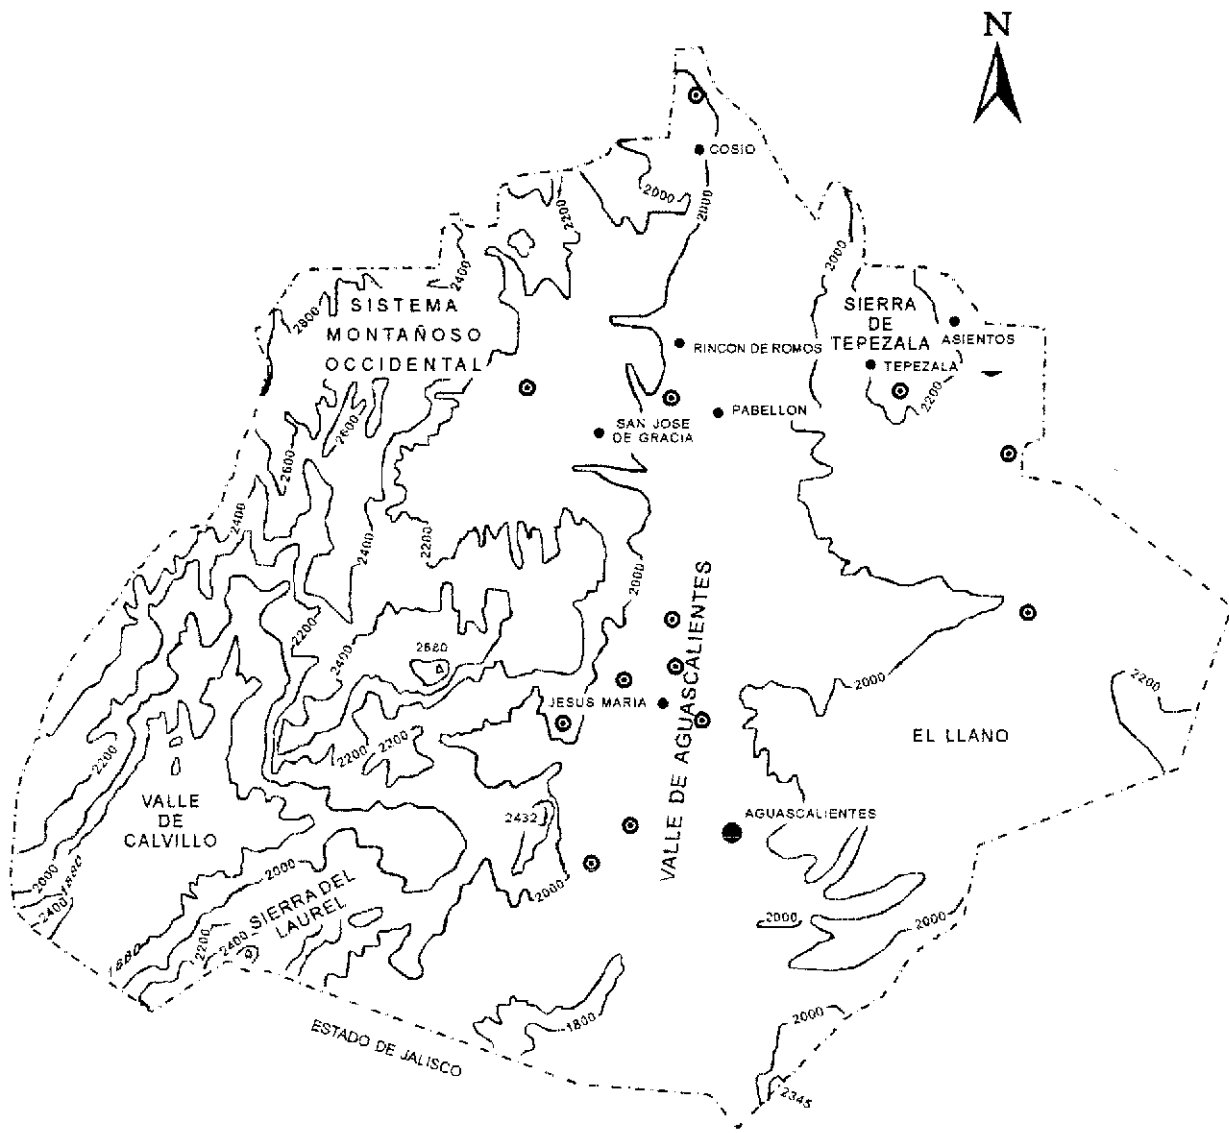 N
COSIO
2000
2000
2200
2400
2000
2800
SISTEMA
MONTAÑOSO
OCCIDENTAL
SIERRA
DE
TEPEZALA
ASIENTOS
RINCON DE ROMOS
TEPEZALA
2200
PABELLON
SAN JOSE
DE GRACIA
2600
2600
2400
2400
2200
2000
2200
2400
2680
VALLE DE AGUASCALIENTES
JESUS MARIA
2000
2200
EL LLANO
2200
2200
2200
VALLE
DE
CALVILLO
2432
AGUASCALIENTES
2000
2400
2000
SIERRA DEL
LAUREL
2000
2000
2000
1880
2200
2400
1800
2000
ESTADO DE JALISCO
2345